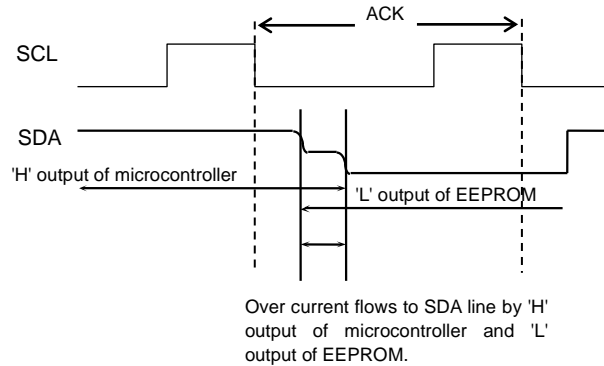 ACK
SCL
SDA
'H' output of microcontroller
'L' output of EEPROM
Over current flows to SDA line by 'H'
output of microcontroller and 'L'
output of EEPROM.